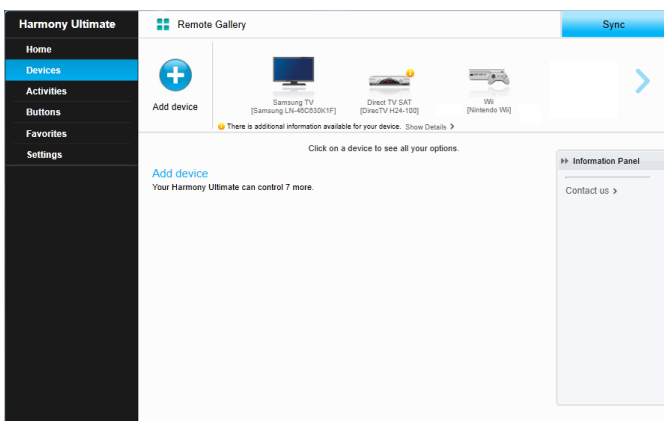 Harmony Ultimate
Remote Gallery
Sync
Home
Devices
Activities
Buttons
Favorites
Settings
Add device
Samsung TV
[Samsung LN-46C630K1F]
Direct TV SAT
[DirecTV H24-100]
Wii
[Nintendo Wii]
There is additional information available for your device. Show Details >
Click on a device to see all your options.
Add device
Your Harmony Ultimate can control 7 more.
Information Panel
Contact us >